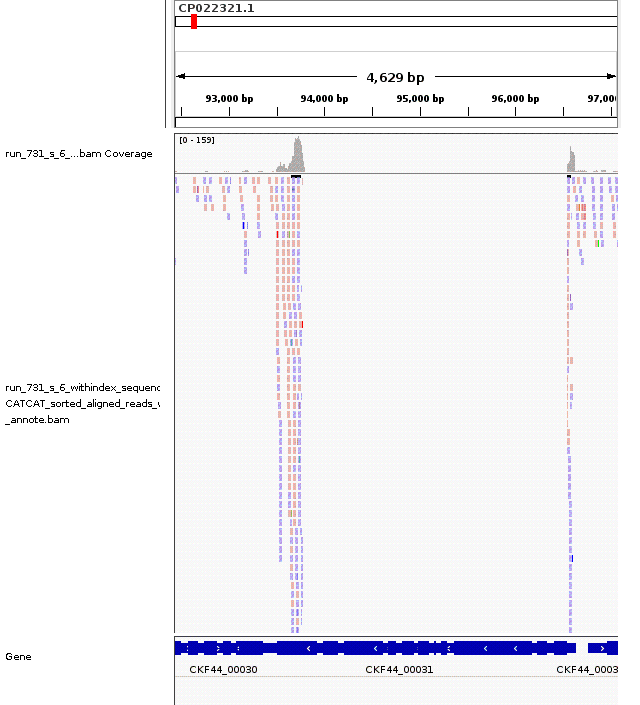 CP022321.1
4,629 bp
93,000 bp 94,000 bp 95,000 bp 96,000 bp 97,00
[0 - 159]
run_731_s_6_...bam Coverage
run_731_s_6_withindex_sequenc
CATCAT_sorted_aligned_reads_v
_annote.bam
Gene
CKF44_00030 CKF44_00031 CKF44_0003